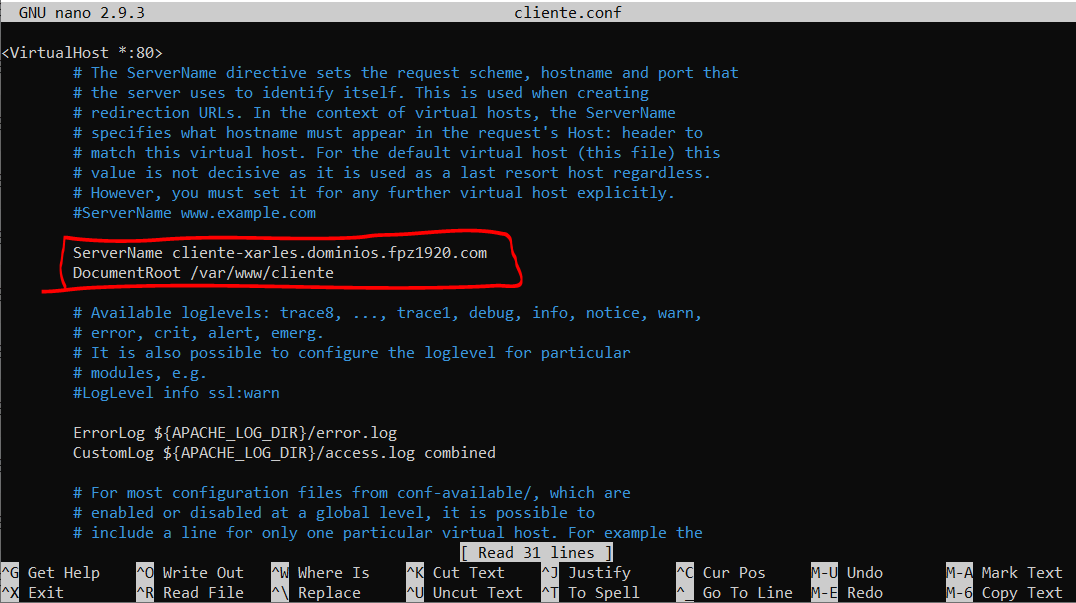 GNU nano 2.9.3 cliente.conf
<VirtualHost *:80>
# The ServerName directive sets the request scheme, hostname and port that
# the server uses to identify itself. This is used when creating
# redirection URLs. In the context of virtual hosts, the ServerName
# specifies what hostname must appear in the request's Host: header to
# match this virtual host. For the default virtual host (this file) this
# value is not decisive as it is used as a last resort host regardless.
# However, you must set it for any further virtual host explicitly.
#ServerName www.example.com
ServerName cliente-xarles.dominios.fpz1920.com
DocumentRoot /var/www/cliente
# Available loglevels: trace8, ..., trace1, debug, info, notice, warn,
# error, crit, alert, emerg.
# It is also possible to configure the loglevel for particular
# modules, e.g.
#LogLevel info ssl:warn
ErrorLog ${APACHE_LOG_DIR}/error.log
CustomLog ${APACHE_LOG_DIR}/access.log combined
# For most configuration files from conf-available/, which are
# enabled or disabled at a global level, it is possible to
# include a line for only one particular virtual host. For example the
[ Read 31 lines ]
^G Get Help ^O Write Out ^W Where Is ^K Cut Text ^J Justify ^C Cur Pos M-U Undo M-A Mark Text
^X Exit ^R Read File ^\ Replace ^U Uncut Text ^T To Spell ^_ Go To Line M-E Redo M-6 Copy Text